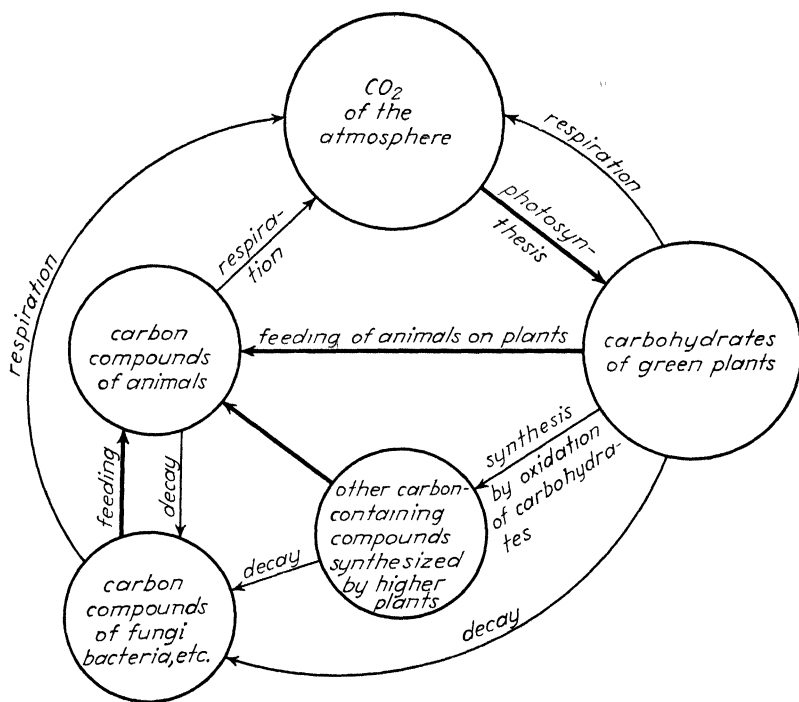 CO2
of the
atmosphere
respiration
photosyn-
thesis
respira-
tion
respiration
carbon
compounds
of animals
feeding of animals on plants
carbohydrates
of green plants
synthesis
by oxidation
of carbohydra-
tes
feeding
decay
other carbon-
containing
compounds
synthesized
by higher
plants
decay
carbon
compounds
of fungi
bacteria, etc.
decay